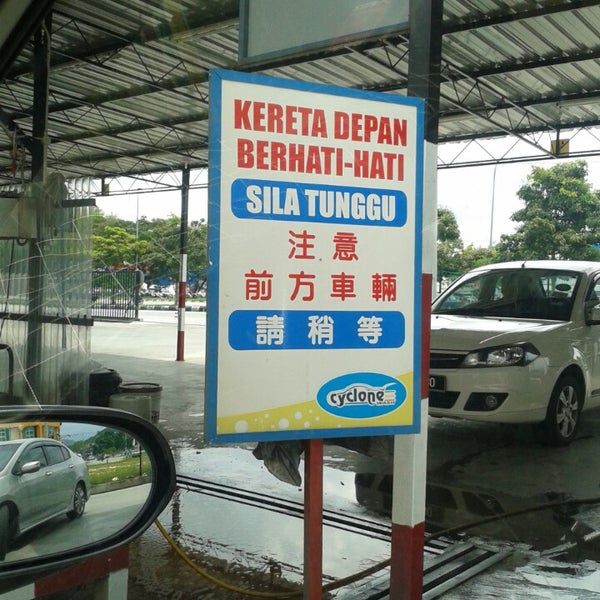 KERETA DEPAN
BERHATI-HATI
SILA TUNGGU
注意
前方車輛
請稍等
cyclone